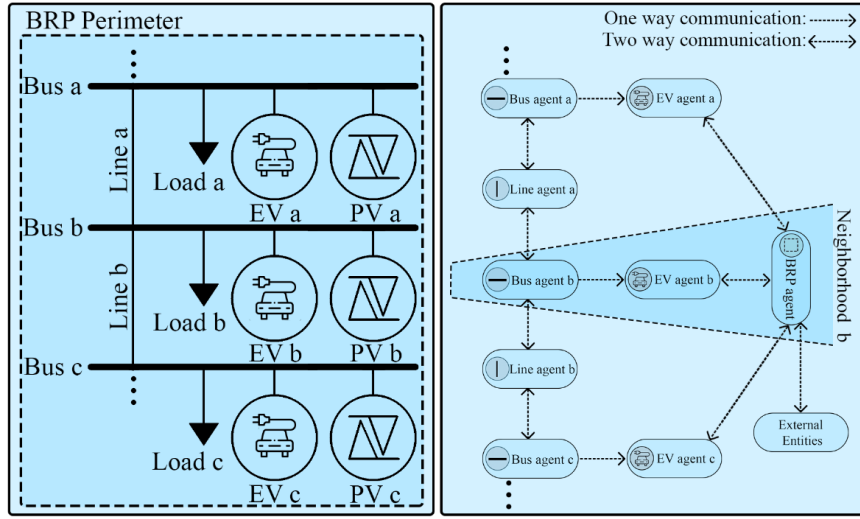 BRP Perimeter
Bus a
Line a
Load a
EV a
PV a
Bus b
Line b
Load b
EV b
PV b
Bus c
Load c
EV c
PV c
One way communication:
Two way communication:
Bus agent a
EV agent a
Line agent a
Neighborhood b
Bus agent b
EV agent b
BRP agent
Line agent b
External
Entities
Bus agent c
EV agent c